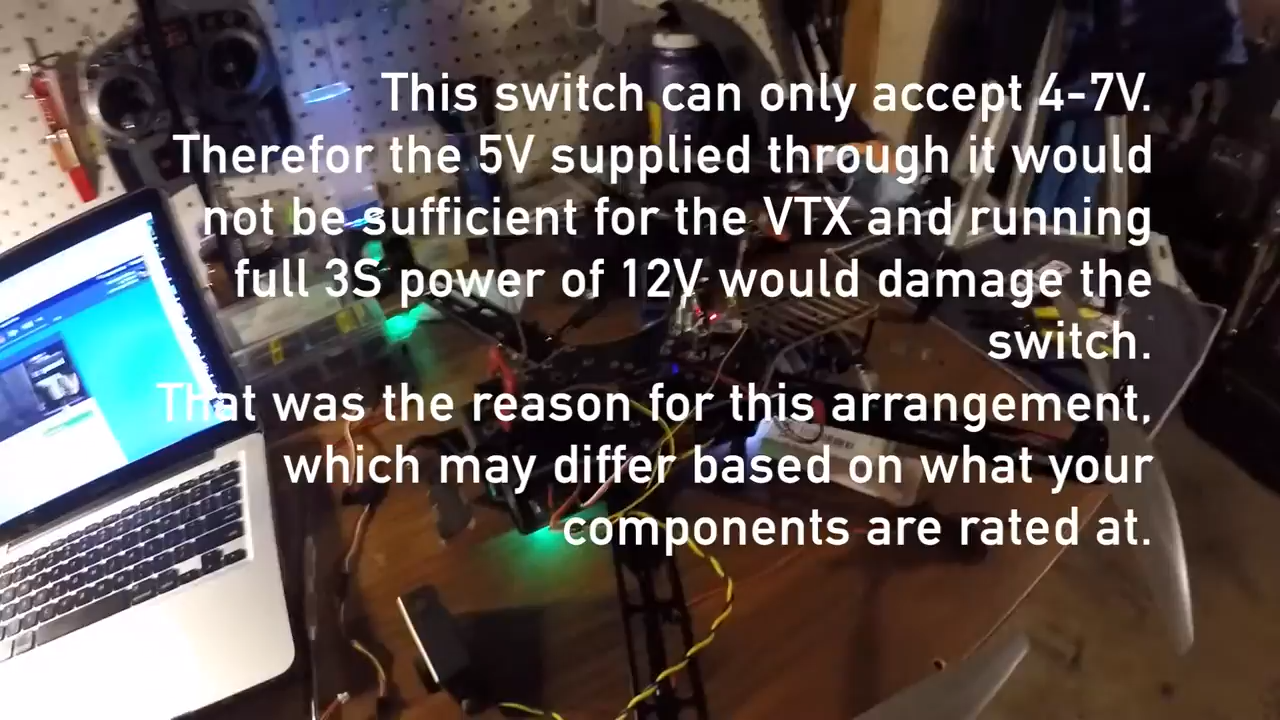 This switch can only accept 4-7V.
Therefor the 5V supplied through it would
not be sufficient for the VTX and running
full 3S power of 12V would damage the
switch.
That was the reason for this arrangement,
which may differ based on what your
components are rated at.